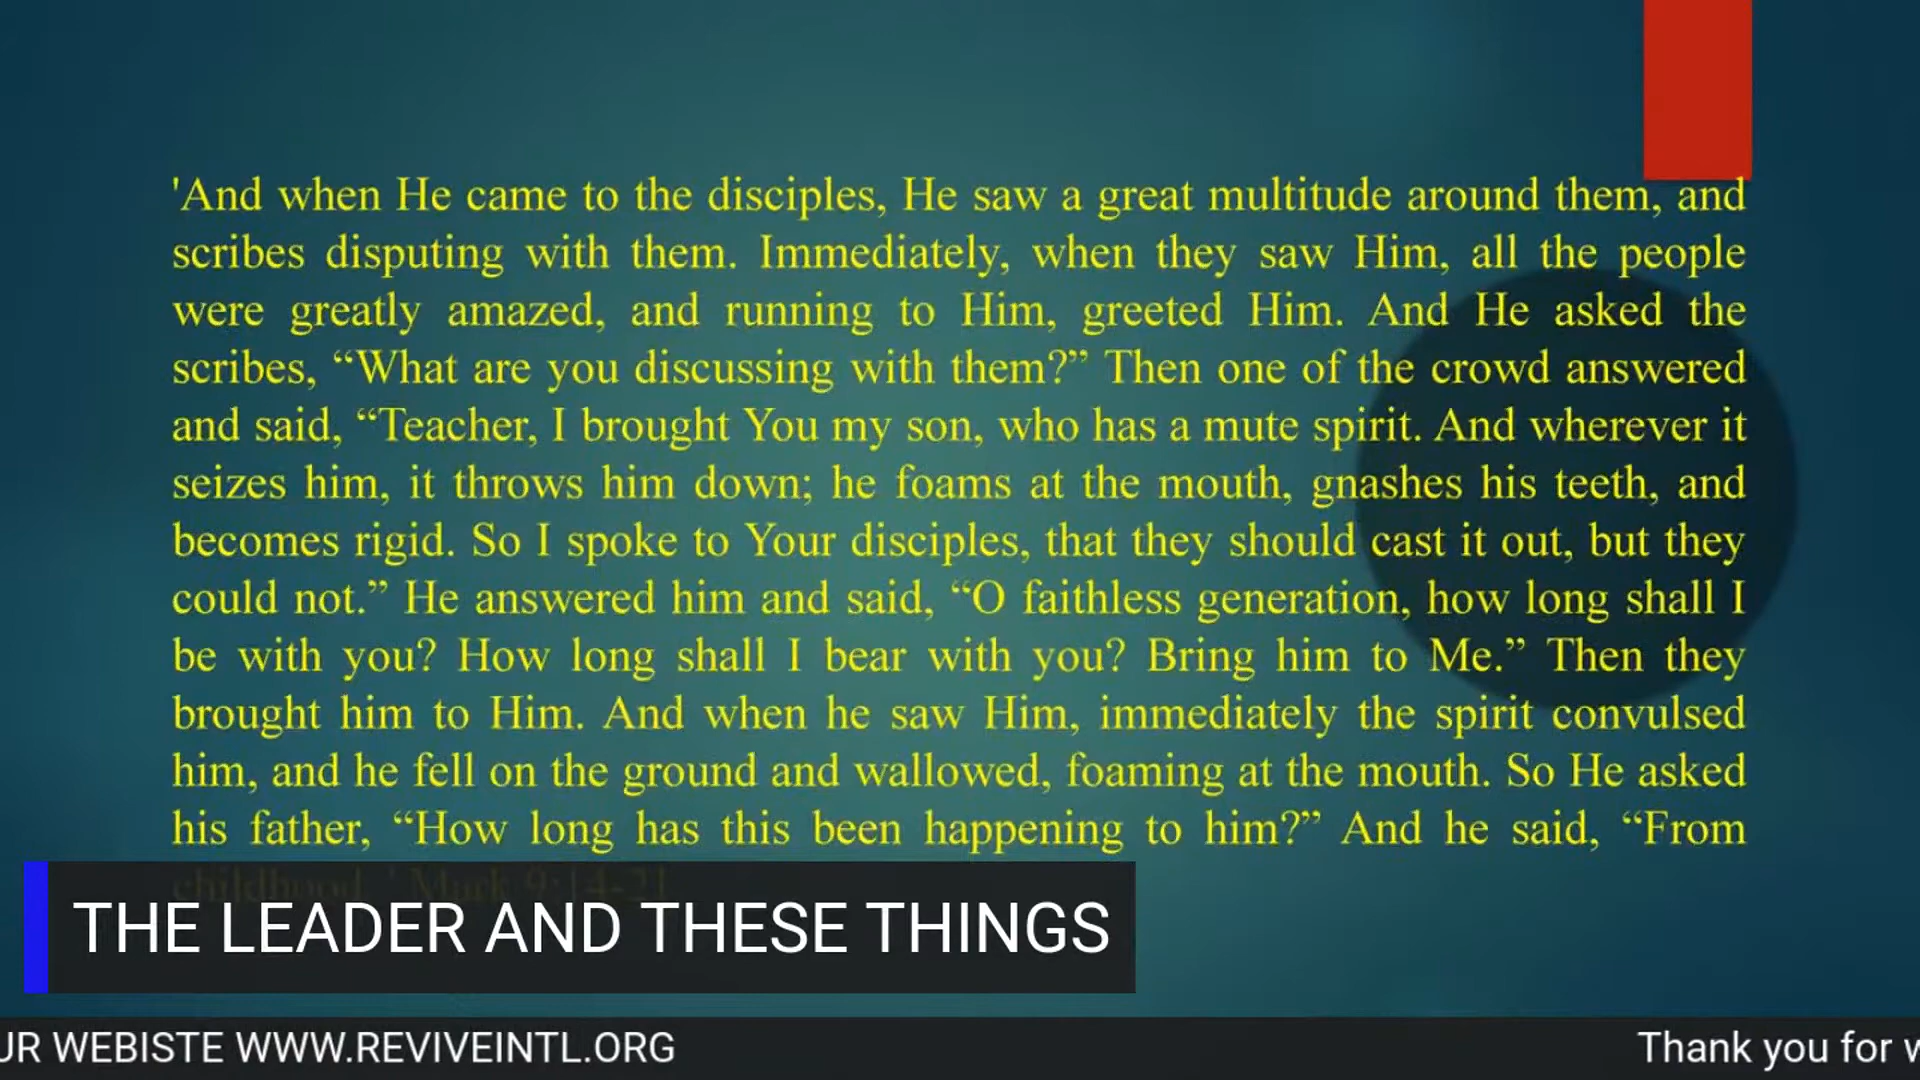 'And when He came to the disciples, He saw a great multitude around them, and
scribes disputing with them. Immediately, when they saw Him, all the people
were greatly amazed, and running to Him, greeted Him. And He asked the
scribes, “What are you discussing with them?” Then one of the crowd answered
and said, “Teacher, I brought You my son, who has a mute spirit. And wherever it
seizes him, it throws him down; he foams at the mouth, gnashes his teeth, and
becomes rigid. So I spoke to Your disciples, that they should cast it out, but they
could not.” He answered him and said, “O faithless generation, how long shall I
be with you? How long shall I bear with you? Bring him to Me.” Then they
brought him to Him. And when he saw Him, immediately the spirit convulsed
him, and he fell on the ground and wallowed, foaming at the mouth. So He asked
his father, “How long has this been happening to him?” And he said, “From
childhood.' Mark 9:14-21
THE LEADER AND THESE THINGS
UR WEBISTE WWW.REVIVEINTL.ORG
Thank you for w